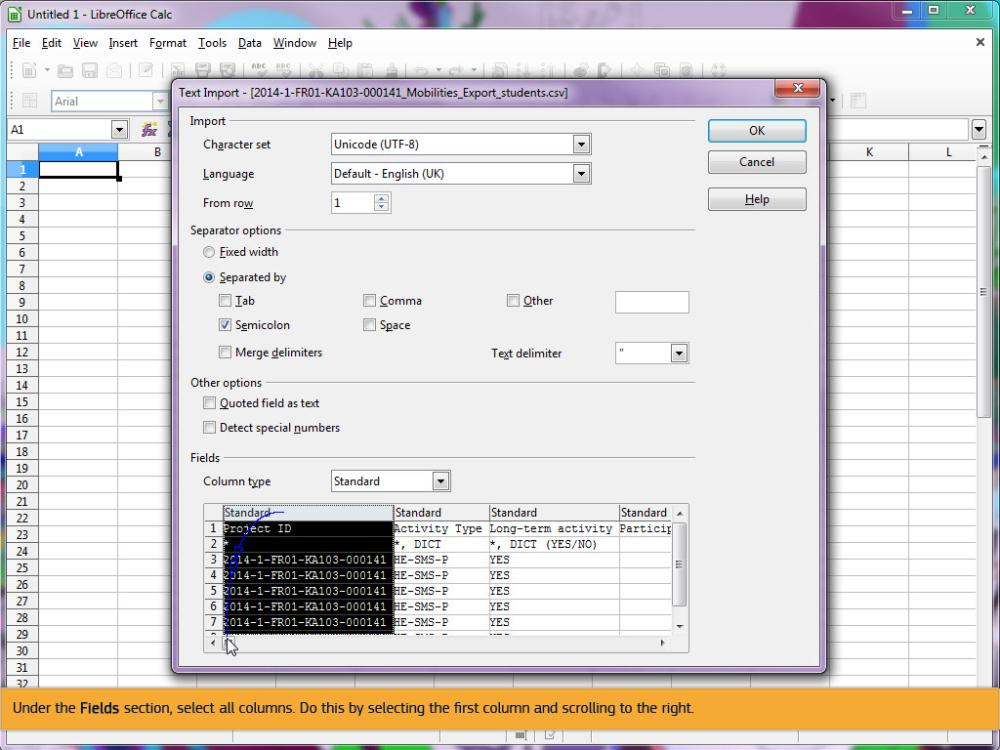 Untitled 1 - LibreOffice Calc
File Edit View Insert Format Tools Data Window Help
Arial
A1
A B K L
1
2
3
4
5
6
7
8
9
10
11
12
13
14
15
16
17
18
19
20
21
22
23
24
25
26
27
28
29
30
31
32
Text Import - [2014-1-FR01-KA103-000141_Mobilities_Export_students.csv]
Import
Character set Unicode (UTF-8)
Language Default - English (UK)
From row 1
OK
Cancel
Help
Separator options
Fixed width
Separated by
Tab Comma Other
Semicolon Space
Merge delimiters Text delimiter "
Other options
Quoted field as text
Detect special numbers
Fields
Column type Standard
Standard Standard Standard Standard
1 Project ID Activity Type Long-term activity Particip
2 * *, DICT *, DICT (YES/NO)
3 2014-1-FR01-KA103-000141 HE-SMS-P YES
4 2014-1-FR01-KA103-000141 HE-SMS-P YES
5 2014-1-FR01-KA103-000141 HE-SMS-P YES
6 2014-1-FR01-KA103-000141 HE-SMS-P YES
7 2014-1-FR01-KA103-000141 HE-SMS-P YES
Under the Fields section, select all columns. Do this by selecting the first column and scrolling to the right.